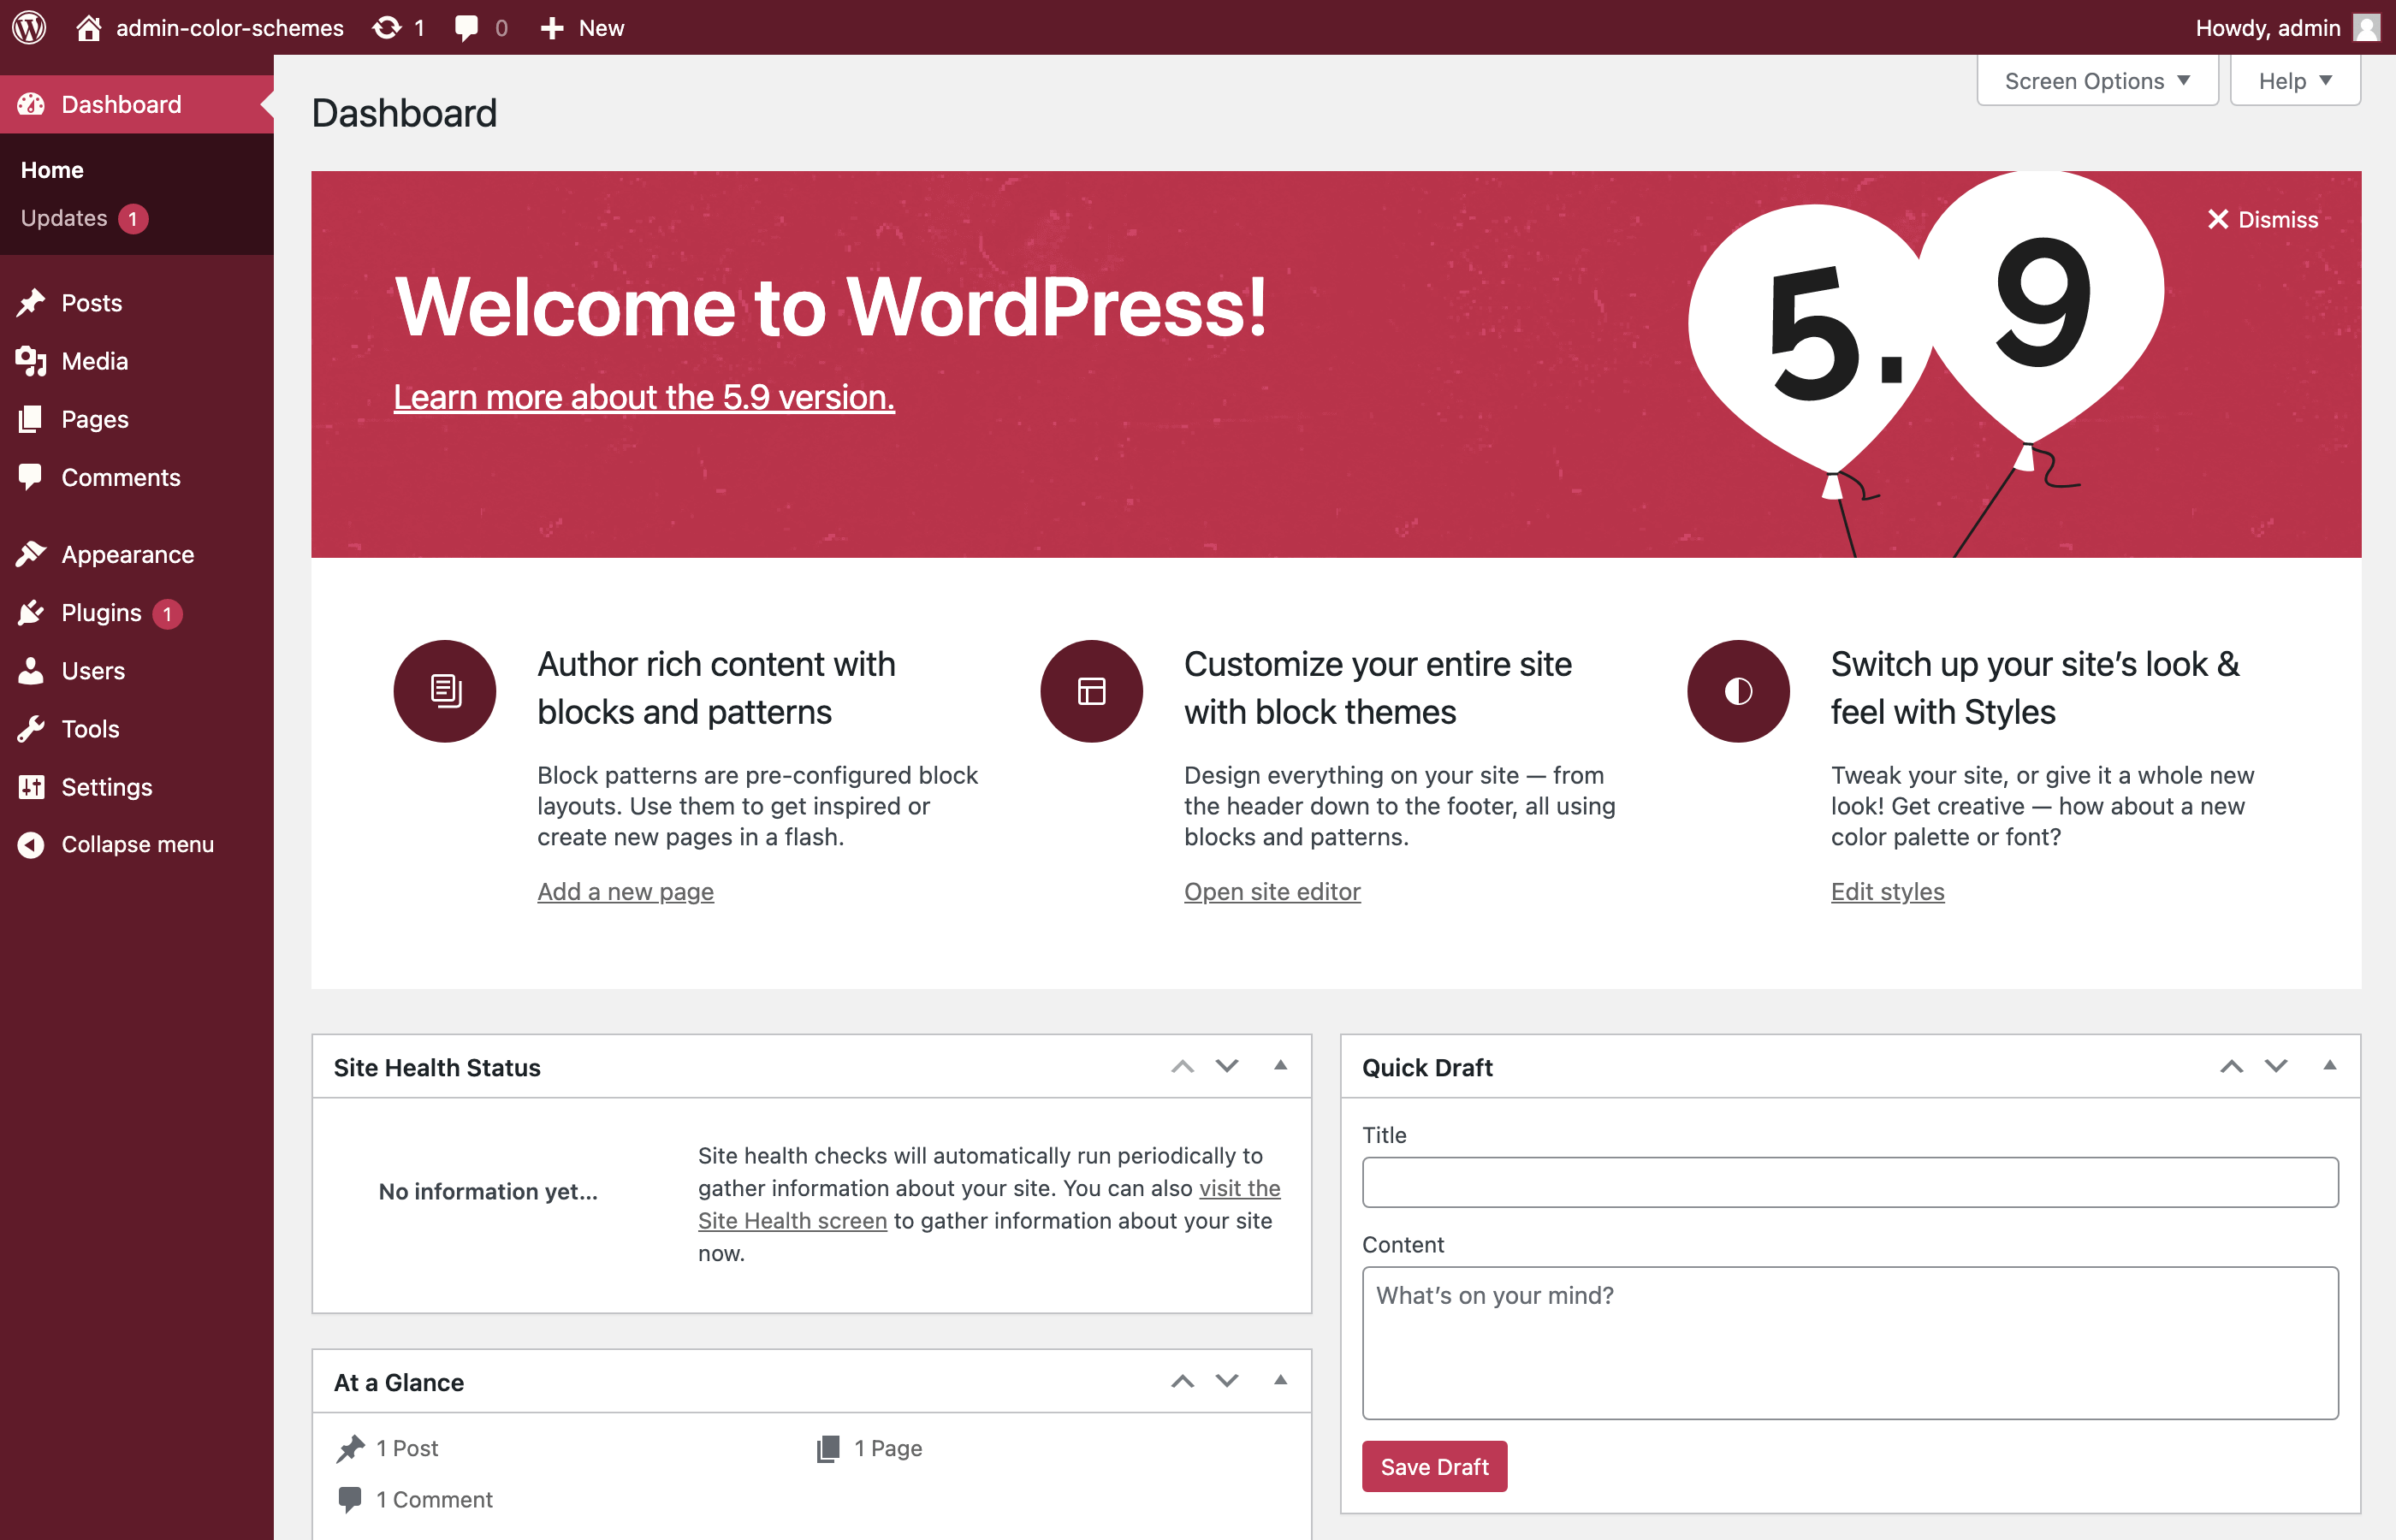 admin-color-schemes 1 0 New Howdy, admin
Dashboard
Home
Updates 1
Posts
Media
Pages
Comments
Appearance
Plugins 1
Users
Tools
Settings
Collapse menu
Screen Options ▼ Help ▼
Dashboard
Dismiss
Welcome to WordPress!
Learn more about the 5.9 version.
5.9
Author rich content with
blocks and patterns
Block patterns are pre-configured block
layouts. Use them to get inspired or
create new pages in a flash.
Add a new page
Customize your entire site
with block themes
Design everything on your site — from
the header down to the footer, all using
blocks and patterns.
Open site editor
Switch up your site’s look &
feel with Styles
Tweak your site, or give it a whole new
look! Get creative — how about a new
color palette or font?
Edit styles
Site Health Status
No information yet…
Site health checks will automatically run periodically to
gather information about your site. You can also visit the
Site Health screen to gather information about your site
now.
At a Glance
1 Post
1 Page
1 Comment
Quick Draft
Title
Content
What’s on your mind?
Save Draft